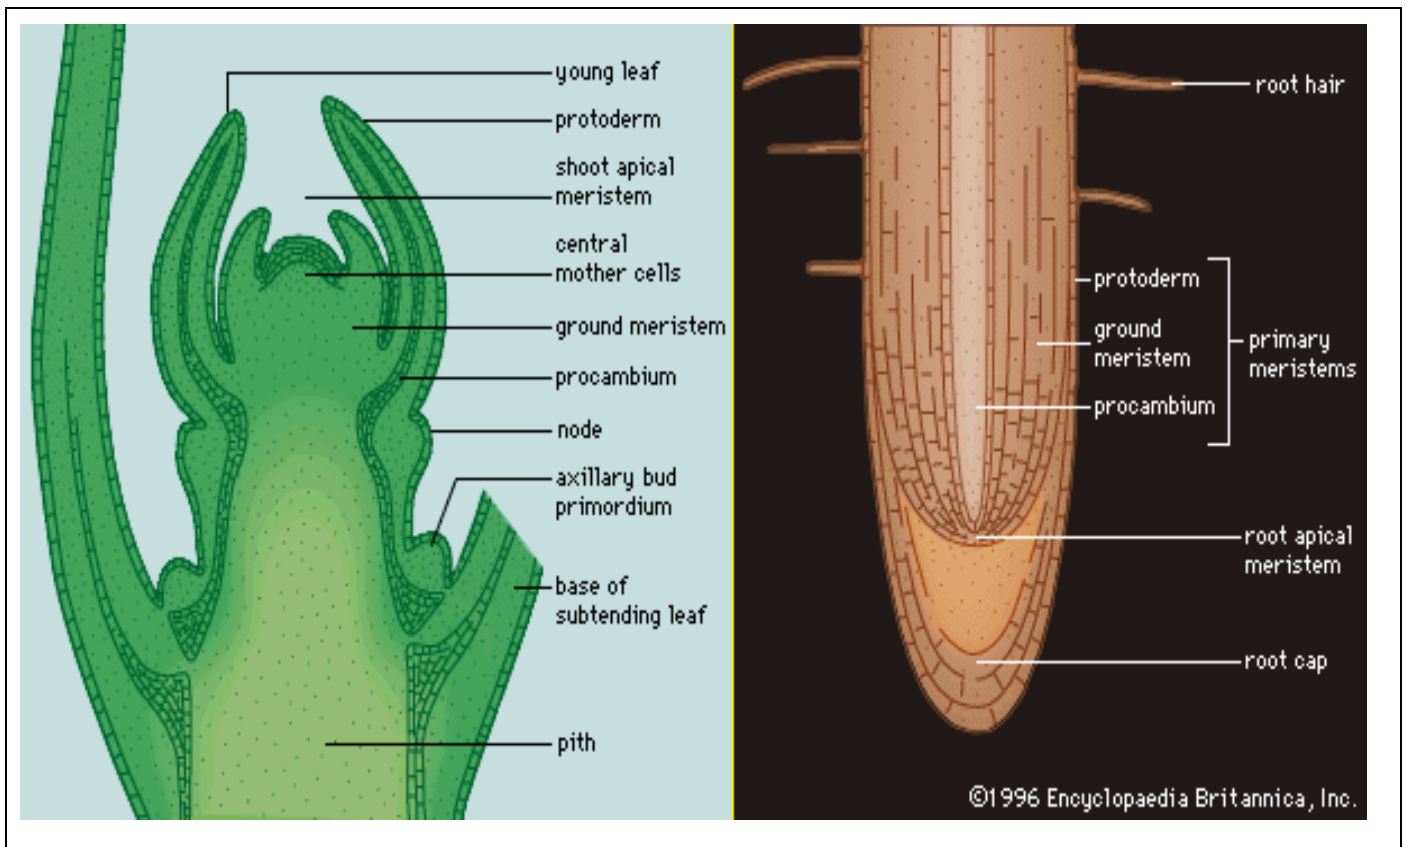 young leaf
protoderm
shoot apical
meristem
central
mother cells
ground meristem
procambium
node
axillary bud
primordium
base of
subtending leaf
pith
root hair
protoderm
ground
meristem
procambium
primary
meristems
root apical
meristem
root cap
©1996 Encyclopaedia Britannica, Inc.